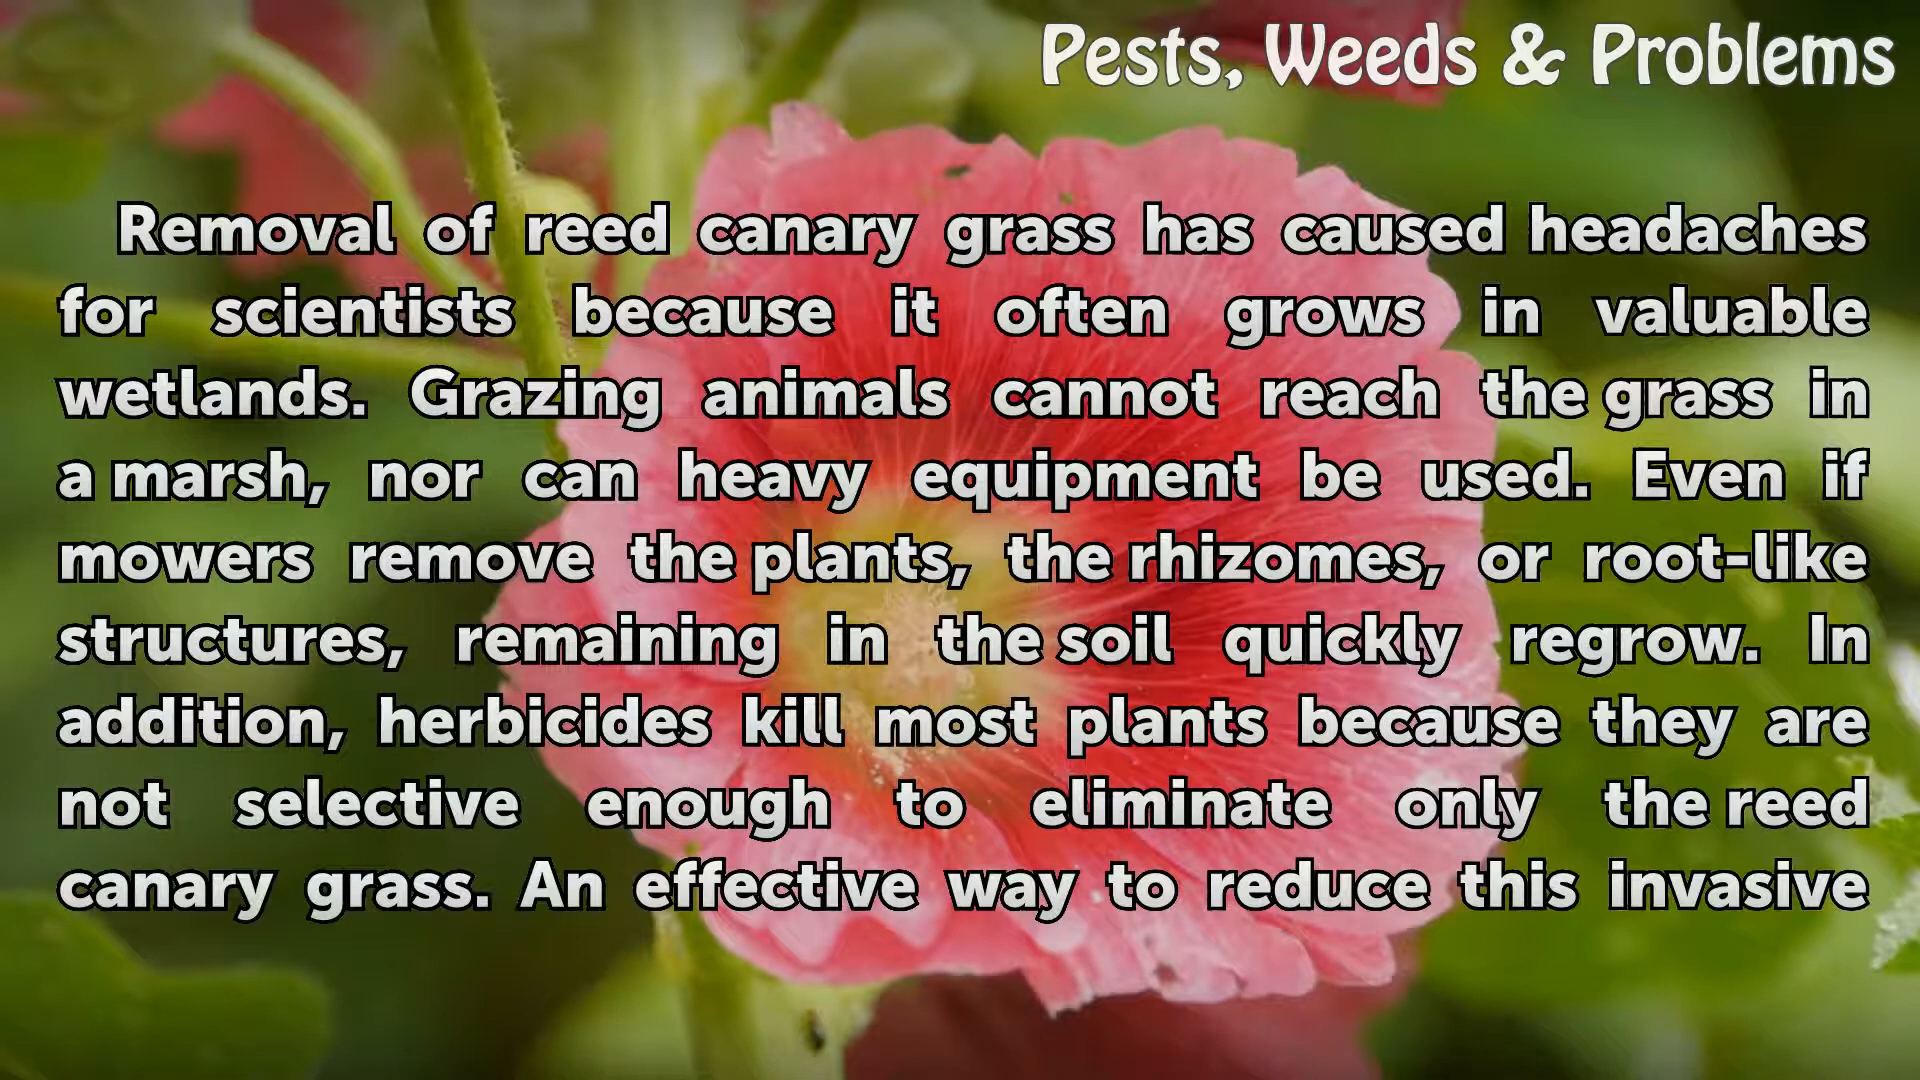 Pests, Weeds & Problems
Removal of reed canary grass has caused headaches
for scientists because it often grows in valuable
wetlands. Grazing animals cannot reach the grass in
a marsh, nor can heavy equipment be used. Even if
mowers remove the plants, the rhizomes, or root-like
structures, remaining in the soil quickly regrow. In
addition, herbicides kill most plants because they are
not selective enough to eliminate only the reed
canary grass. An effective way to reduce this invasive